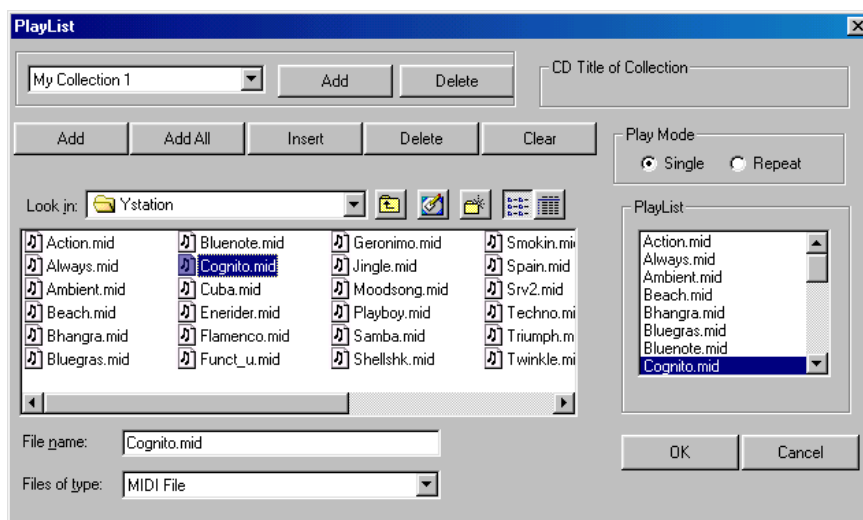 PlayList
My Collection 1 Add Delete
CD Title of Collection
Add Add All Insert Delete Clear
Play Mode
Single Repeat
Look in: Ystation
Action.mid Bluenote.mid Geronimo.mid Smokin.mi
Always.mid Cognito.mid Jingle.mid Spain.mid
Ambient.mid Cuba.mid Moodsong.mid Srv2.mid
Beach.mid Enerider.mid Playboy.mid Techno.mi
Bhangra.mid Flamenco.mid Samba.mid Triumph.m
Bluegras.mid Funct_u.mid Shellshk.mid Twinkle.mi
PlayList
Action.mid
Always.mid
Ambient.mid
Beach.mid
Bhangra.mid
Bluegras.mid
Bluenote.mid
Cognito.mid
File name: Cognito.mid
Files of type: MIDI File
OK Cancel